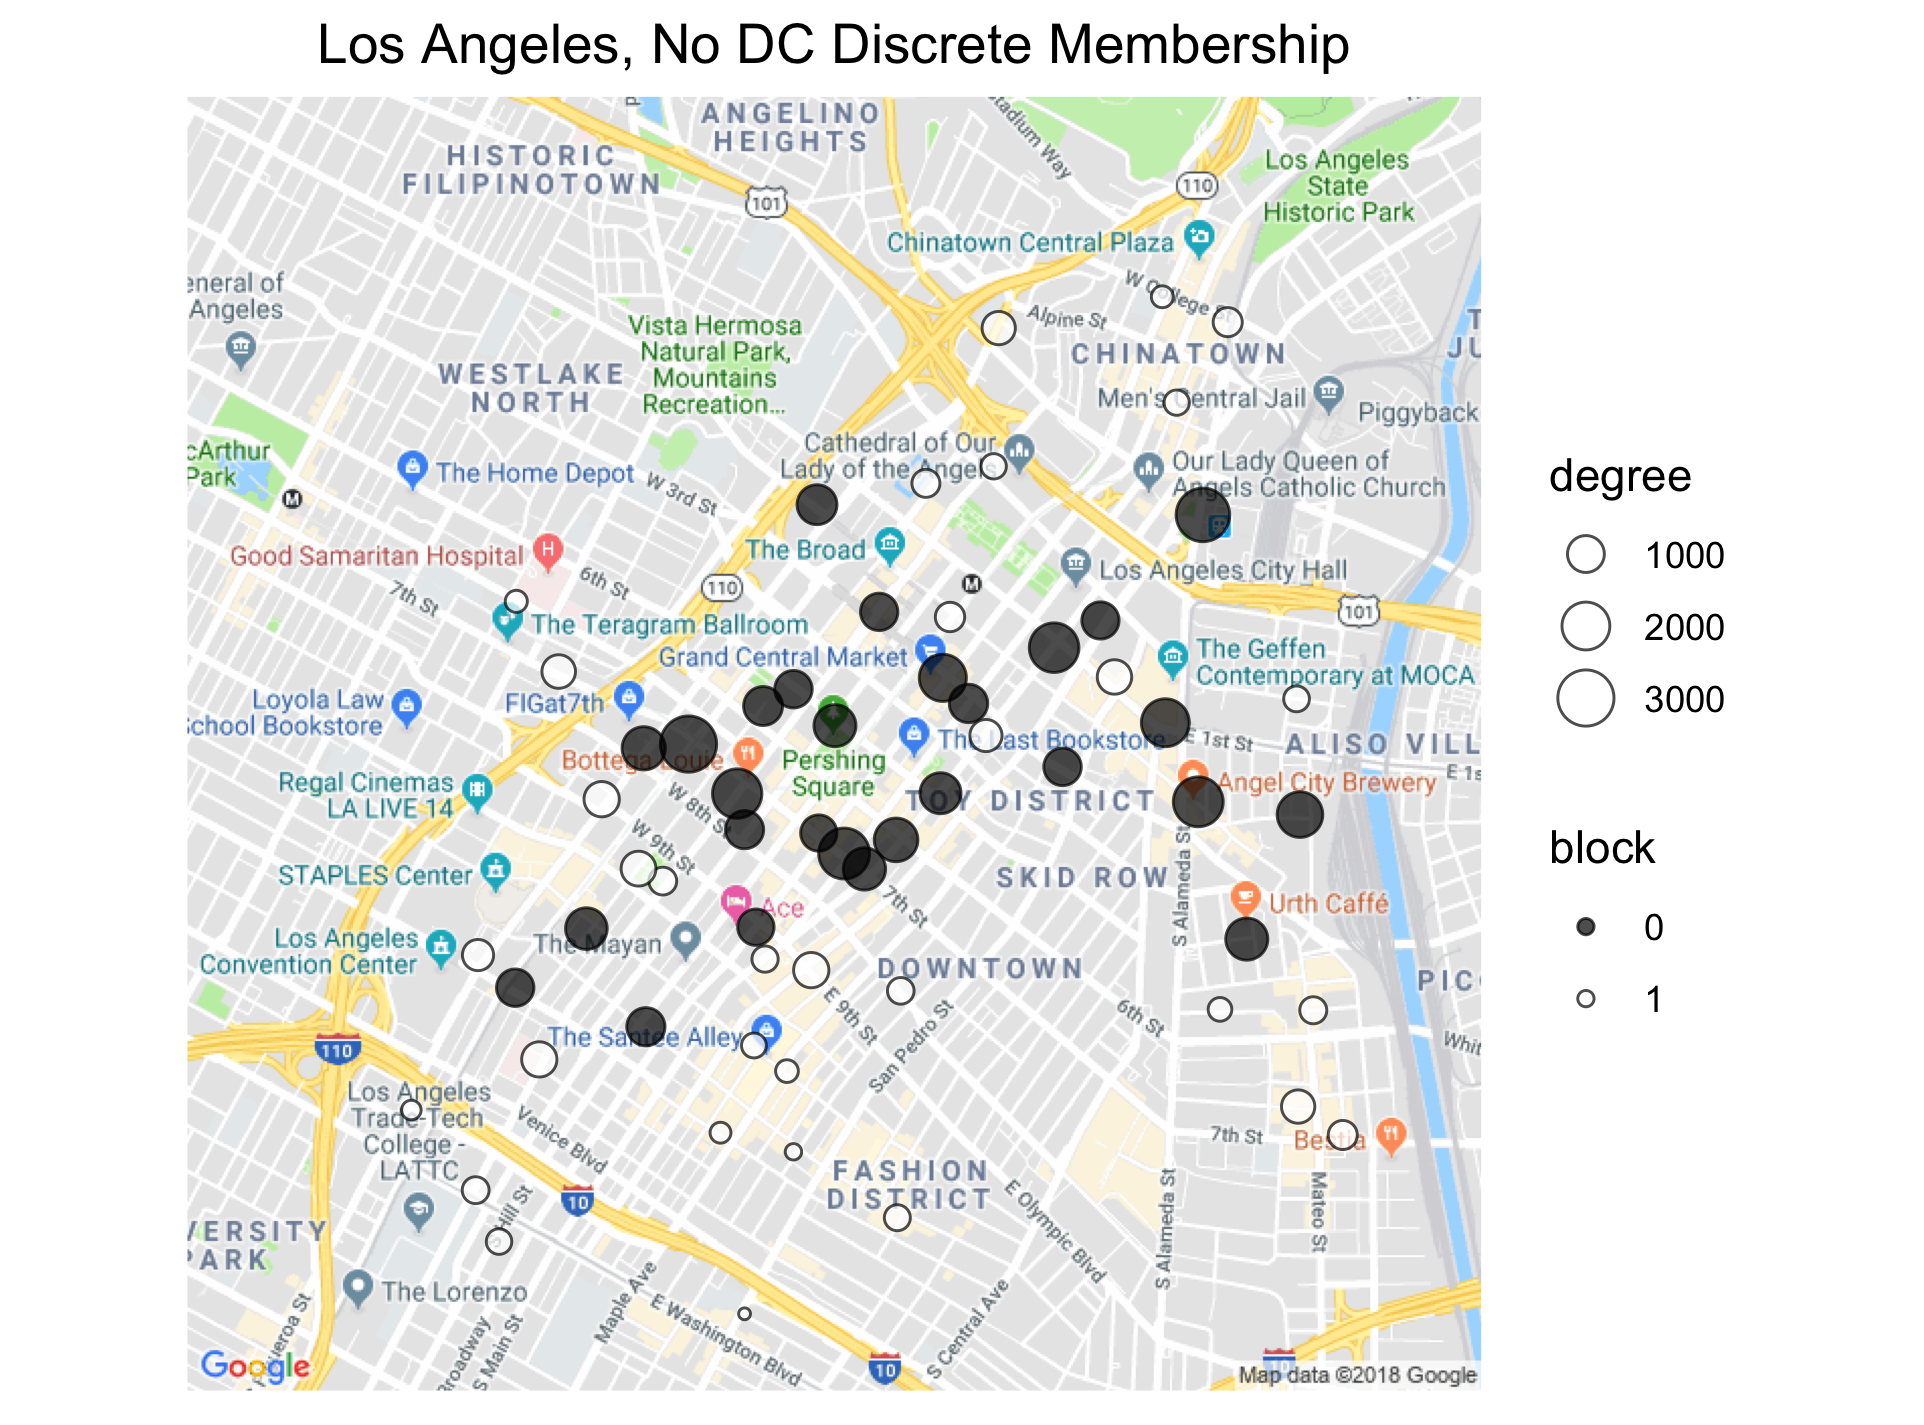 Los Angeles, No DC Discrete Membership
ANGELINO
HEIGHTS
HISTORIC
FILIPINOTOWN
101
110
Stadium Way
Los Angeles
State
Historic Park
Chinatown Central Plaza
W College St
Alpine St
eneral of
Angeles
Vista Hermosa
Natural Park,
Mountains
Recreation...
CHINATOWN
WESTLAKE
NORTH
Men's Central Jail
Piggyback
cArthur
Park
The Home Depot
W 3rd St
Cathedral of Our
Lady of the Angels
Our Lady Queen of
Angels Catholic Church
Good Samaritan Hospital
6th St
7th St
The Broad
Los Angeles City Hall
110
101
The Teragram Ballroom
Grand Central Market
The Geffen
Contemporary at MOCA
Loyola Law
School Bookstore
FIGat7th
Bottega Louie
Pershing
Square
The Last Bookstore
E 1st St
ALISO VILL
E 1s
Regal Cinemas
LA LIVE 14
W 8th St
TOY DISTRICT
Angel City Brewery
W 9th St
STAPLES Center
SKID ROW
S Alameda St
Ace
7th St
Urth Caffé
Los Angeles
Convention Center
The Mayan
DOWNTOWN
PICO
E 9th St
San Pedro St
6th St
The Santee Alley
110
Whit
Los Angeles
Trade-Tech
College -
LATTC
Venice Blvd
7th St
Bestia
FASHION
DISTRICT
10
S Hill St
E Olympic Blvd
S Alameda St
Mateo St
VERSITY
PARK
The Lorenzo
Figueroa St
Broadway
S Main St
Maple Ave
E Washington Blvd
S Central Ave
10
10
Google
Map data ©2018 Google
degree
1000
2000
3000
block
0
1